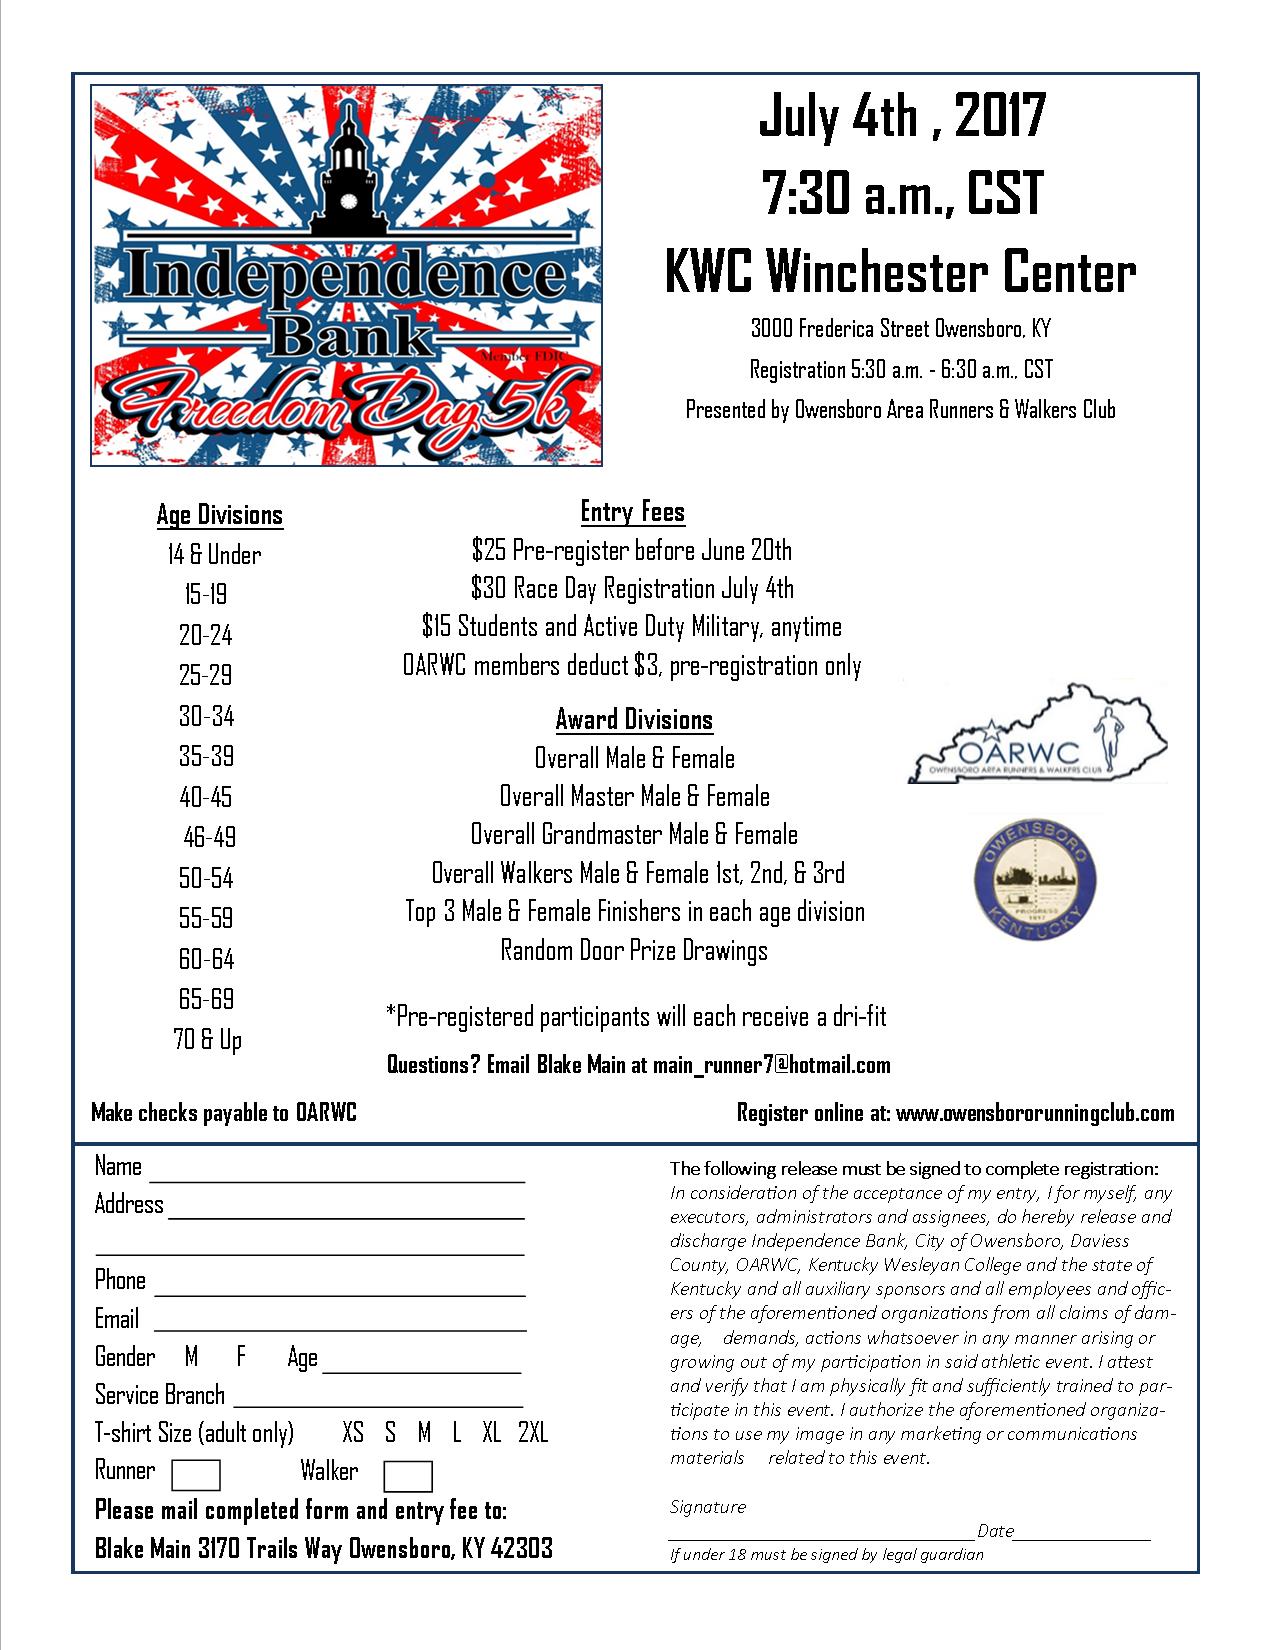 July 4th , 2017
7:30 a.m., CST
KWC Winchester Center
3000 Frederica Street Owensboro, KY
Registration 5:30 a.m. - 6:30 a.m., CST
Presented by Owensboro Area Runners & Walkers Club
Independence
Bank
Member FDIC
Freedom Day 5k
Age Divisions
14 & Under
15-19
20-24
25-29
30-34
35-39
40-45
46-49
50-54
55-59
60-64
65-69
70 & Up
Entry Fees
$25 Pre-register before June 20th
$30 Race Day Registration July 4th
$15 Students and Active Duty Military, anytime
OARWC members deduct $3, pre-registration only
Award Divisions
Overall Male & Female
Overall Master Male & Female
Overall Grandmaster Male & Female
Overall Walkers Male & Female 1st, 2nd, & 3rd
Top 3 Male & Female Finishers in each age division
Random Door Prize Drawings
*Pre-registered participants will each receive a dri-fit
Questions? Email Blake Main at main_runner7@hotmail.com
OARWC
OWENSBORO AREA RUNNERS & WALKERS CLUB
OWENSBORO
PROGRESS
1817
KENTUCKY
Make checks payable to OARWC
Register online at: www.owensbororunningclub.com
Name
Address
Phone
Email
Gender M F Age
Service Branch
T-shirt Size (adult only) XS S M L XL 2XL
Runner Walker
Please mail completed form and entry fee to:
Blake Main 3170 Trails Way Owensboro, KY 42303
The following release must be signed to complete registration:
In consideration of the acceptance of my entry, I for myself, any
executors, administrators and assignees, do hereby release and
discharge Independence Bank, City of Owensboro, Daviess
County, OARWC, Kentucky Wesleyan College and the state of
Kentucky and all auxiliary sponsors and all employees and offic-
ers of the aforementioned organizations from all claims of dam-
age, demands, actions whatsoever in any manner arising or
growing out of my participation in said athletic event. I attest
and verify that I am physically fit and sufficiently trained to par-
ticipate in this event. I authorize the aforementioned organiza-
tions to use my image in any marketing or communications
materials related to this event.
Signature
Date
If under 18 must be signed by legal guardian